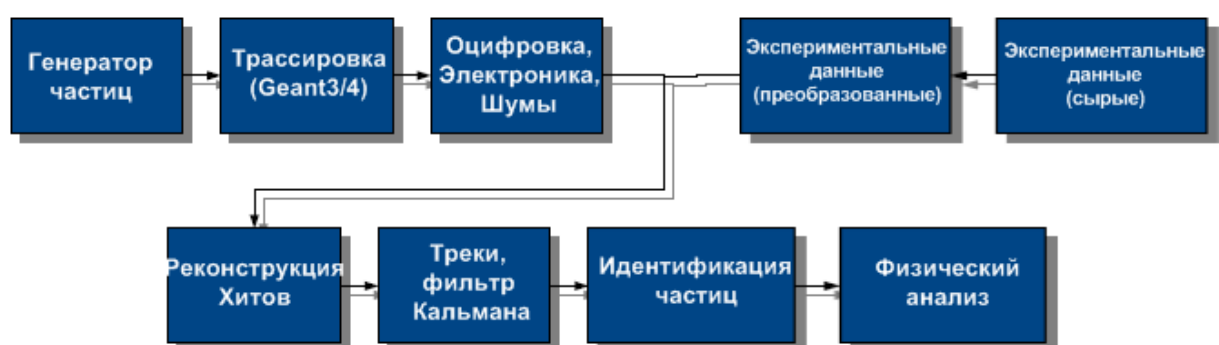 Генератор
частиц
Трассировка
(Geant3/4)
Оцифровка,
Электроника,
Шумы
Экспериментальные
данные
(преобразованные)
Экспериментальные
данные
(сырые)
Реконструкция
Хитов
Треки,
фильтр
Кальмана
Идентификация
частиц
Физический
анализ